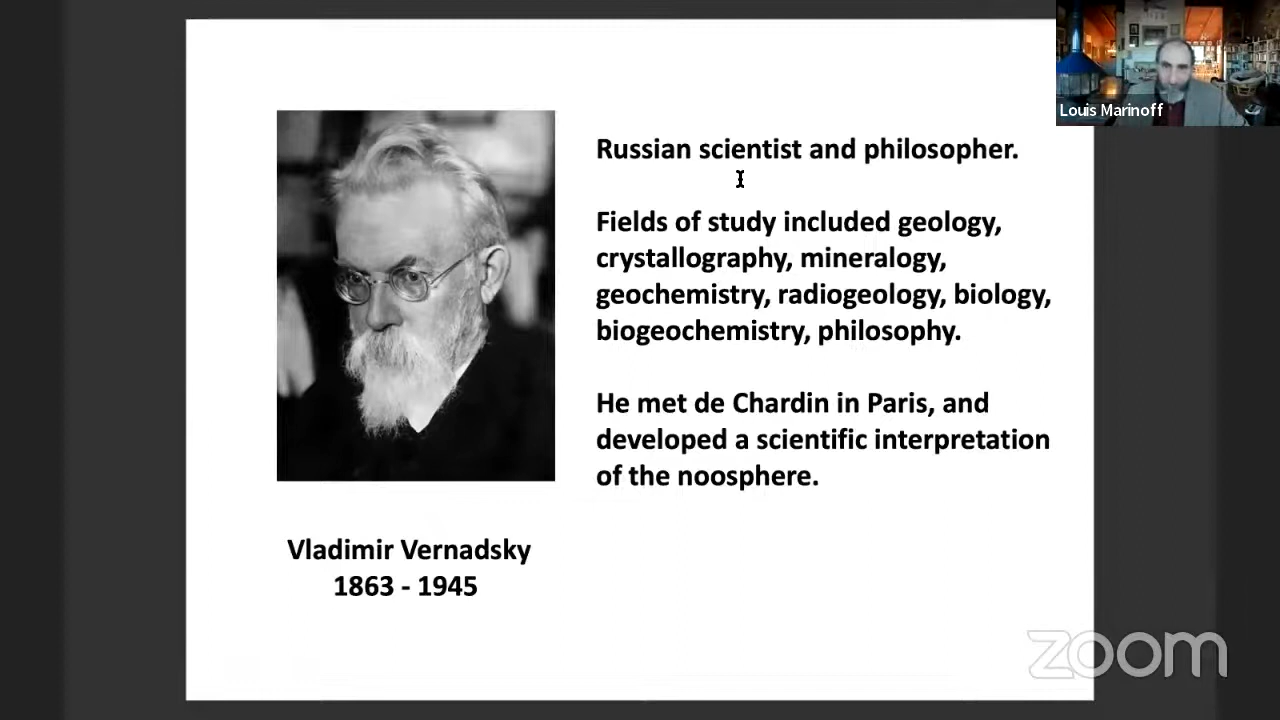 Louis Marinoff
Russian scientist and philosopher.
Fields of study included geology,
crystallography, mineralogy,
geochemistry, radiogeology, biology,
biogeochemistry, philosophy.
He met de Chardin in Paris, and
developed a scientific interpretation
of the noosphere.
Vladimir Vernadsky
1863 - 1945
zoom